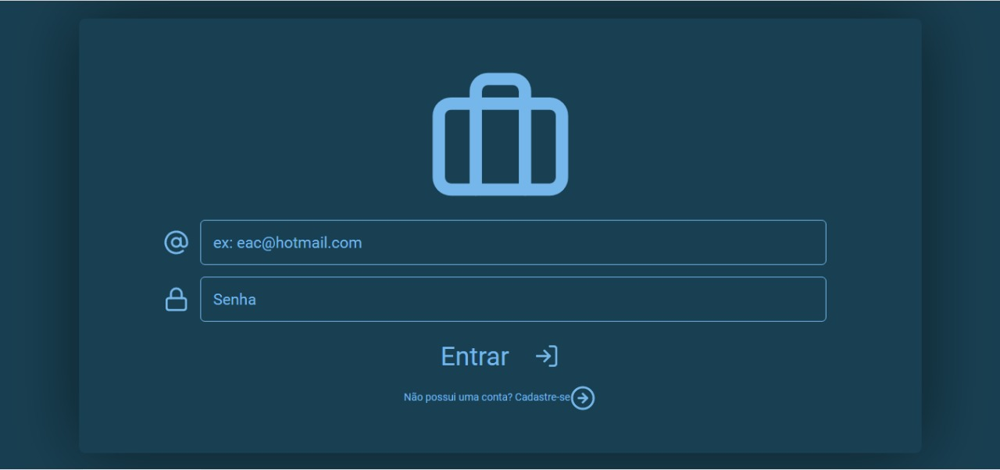 ex: eac@hotmail.com
Senha
Entrar
Não possui uma conta? Cadastre-se